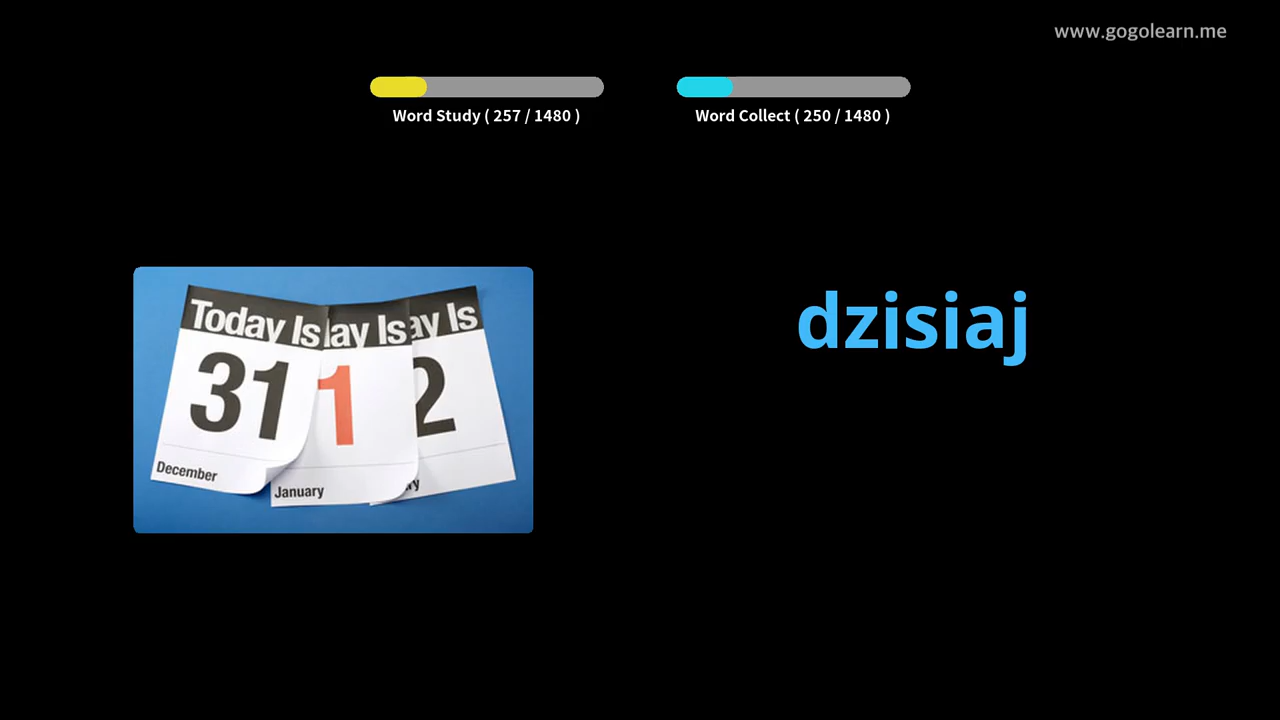 www.gogolearn.me
Word Study ( 257 / 1480 )
Word Collect ( 250 / 1480 )
dzisiaj
Today Is
ay Is
ay Is
31
1
2
December
January
ry